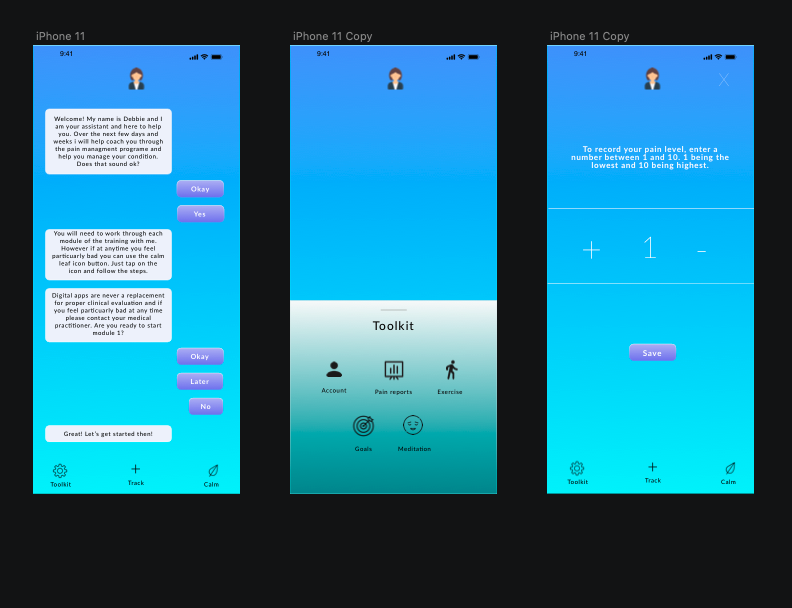 iPhone 11
9:41
Welcome! My name is Debbie and I
am your assistant and here to help
you. Over the next few days and
weeks i will help coach you through
the pain managment programe and
help you manage your condition.
Does that sound ok?
Okay
Yes
You will need to work through each
module of the training with me.
However if at anytime you feel
particuarly bad you can use the calm
leaf icon button. Just tap on the
icon and follow the steps.
Digital apps are never a replacement
for proper clinical evaluation and if
you feel particuarly bad at any time
please contact your medical
practitioner. Are you ready to start
module 1?
Okay
Later
No
Great! Let's get started then!
Toolkit
Track
Calm
iPhone 11 Copy
9:41
Toolkit
Account
Pain reports
Exercise
Goals
Meditation
iPhone 11 Copy
9:41
X
To record your pain level, enter a
number between 1 and 10. 1 being the
lowest and 10 being highest.
+ 1 -
Save
Toolkit
Track
Calm